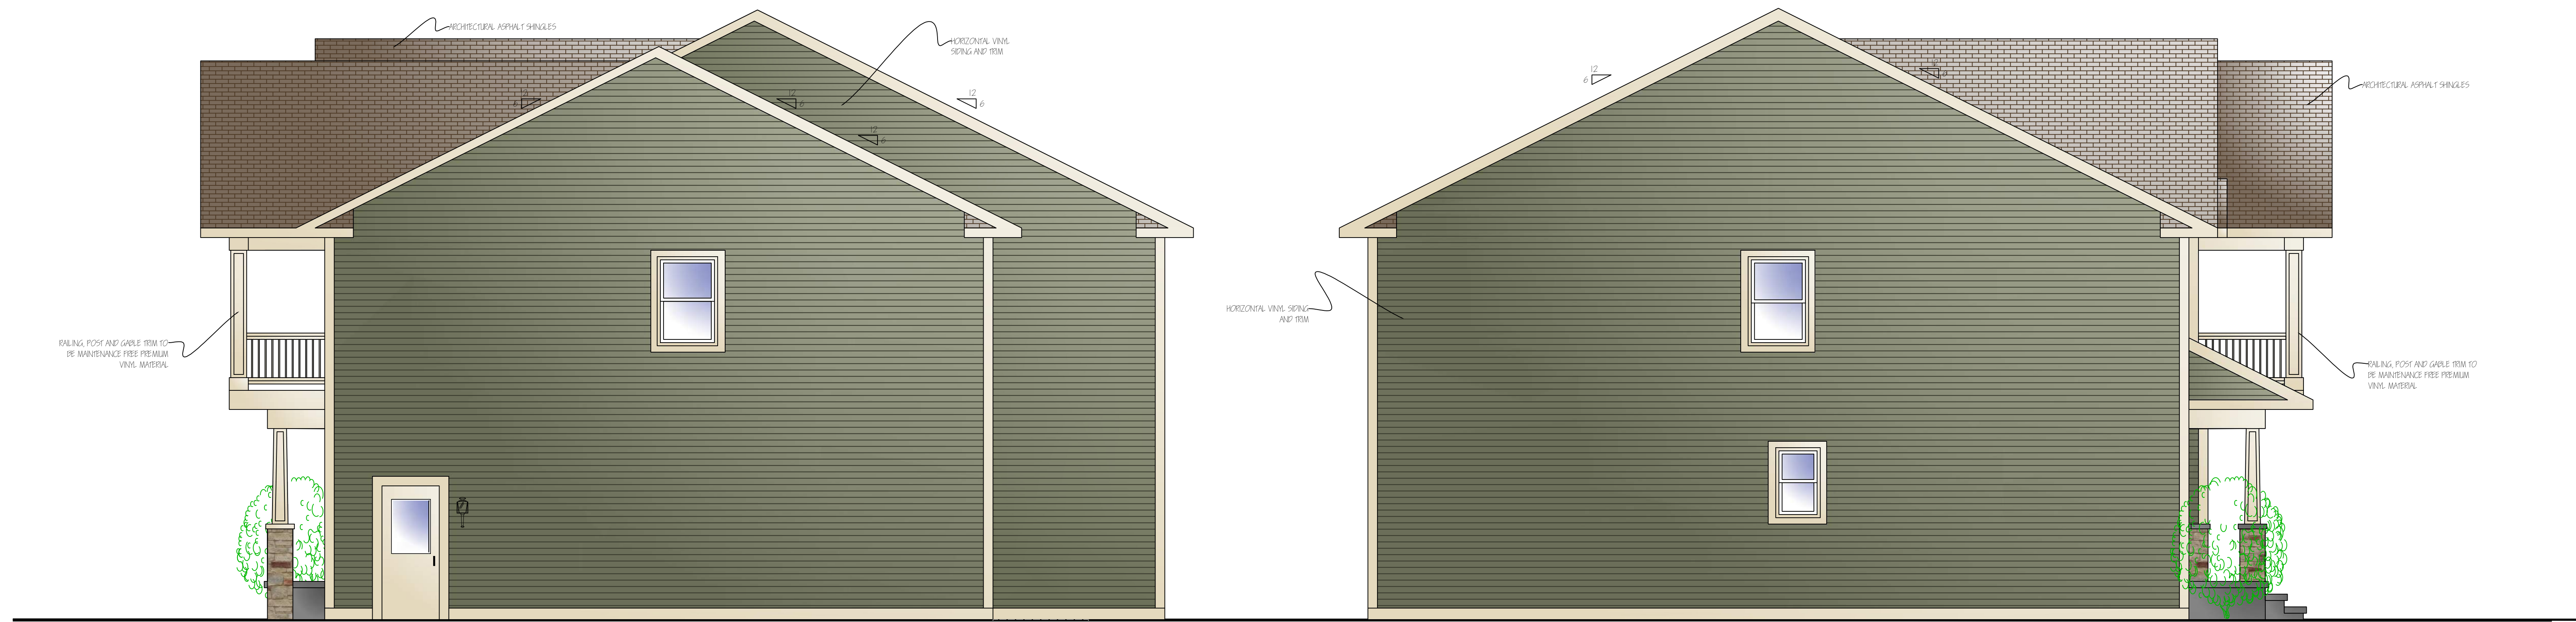 ARCHITECTURAL ASPHALT SHINGLES
HORIZONTAL VINYL
SIDING AND TRIM
12
6
12
6
12
6
12
6
RAILING, POST AND GABLE TRIM TO
BE MAINTENANCE FREE PREMIUM
VINYL MATERIAL
12
6
12
6
ARCHITECTURAL ASPHALT SHINGLES
HORIZONTAL VINYL SIDING
AND TRIM
RAILING, POST AND GABLE TRIM TO
BE MAINTENANCE FREE PREMIUM
VINYL MATERIAL